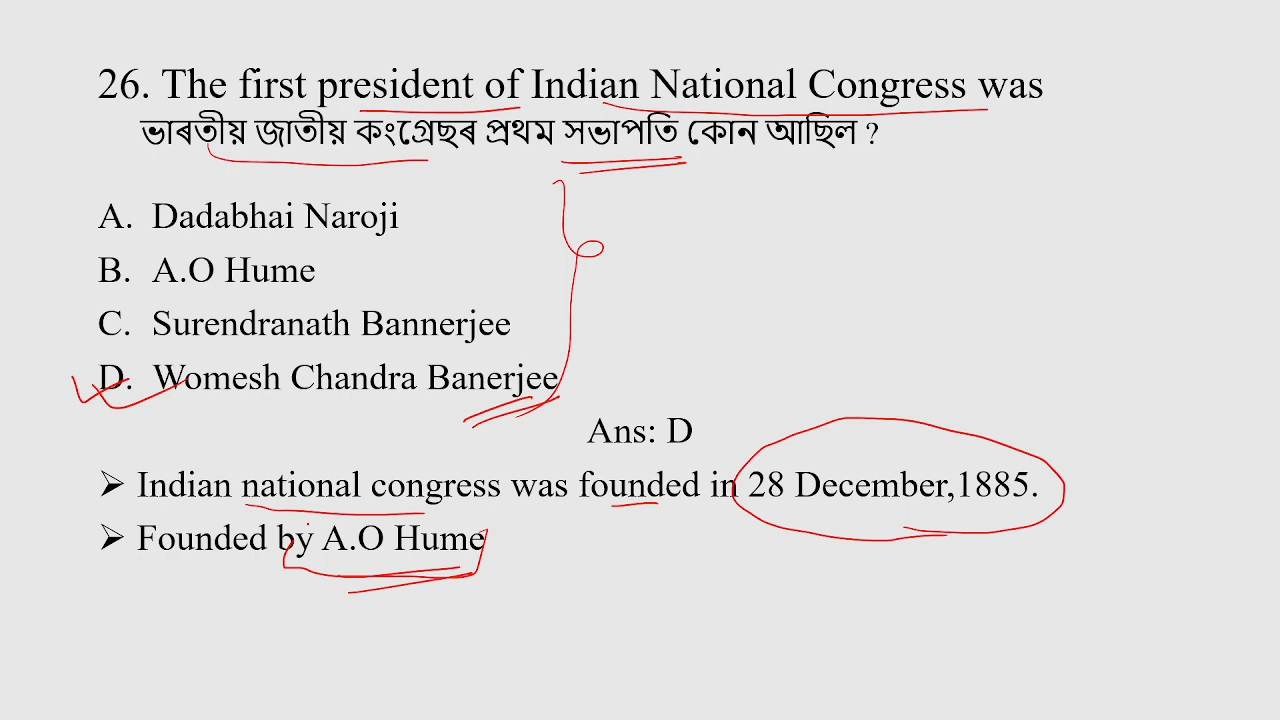 26. The first president of Indian National Congress was
ভাৰতীয় জাতীয় কংগ্ৰেছৰ প্ৰথম সভাপতি কোন আছিল ?
A. Dadabhai Naroji
B. A.O Hume
C. Surendranath Bannerjee
D. Womesh Chandra Banerjee
Ans: D
➢ Indian national congress was founded in 28 December,1885.
➢ Founded by A.O Hume